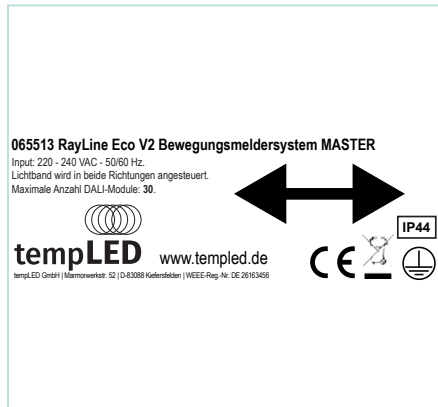 065513 RayLine Eco V2 Bewegungsmeldersystem MASTER
Input: 220 - 240 VAC - 50/60 Hz.
Lichtband wird in beide Richtungen angesteuert.
Maximale Anzahl DALI-Module: 30.
IP44
tempLED www.templed.de
CE
tempLED GmbH | Marmorwerkstr. 52 | D-83088 Kiefersfelden | WEEE-Reg.-Nr. DE 26163456